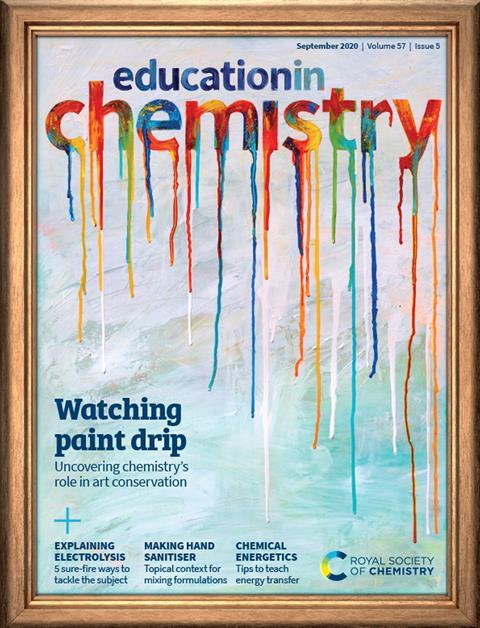 September 2020 | Volume 57 | Issue 5
educationin
chemistry
Watching
paint drip
Uncovering chemistry's
role in art conservation
+
EXPLAINING
ELECTROLYSIS
5 sure-fire ways to
tackle the subject
MAKING HAND
SANITISER
Topical context for
mixing formulations
CHEMICAL
ENERGETICS
Tips to teach
energy transfer
ROYAL SOCIETY
OF CHEMISTRY